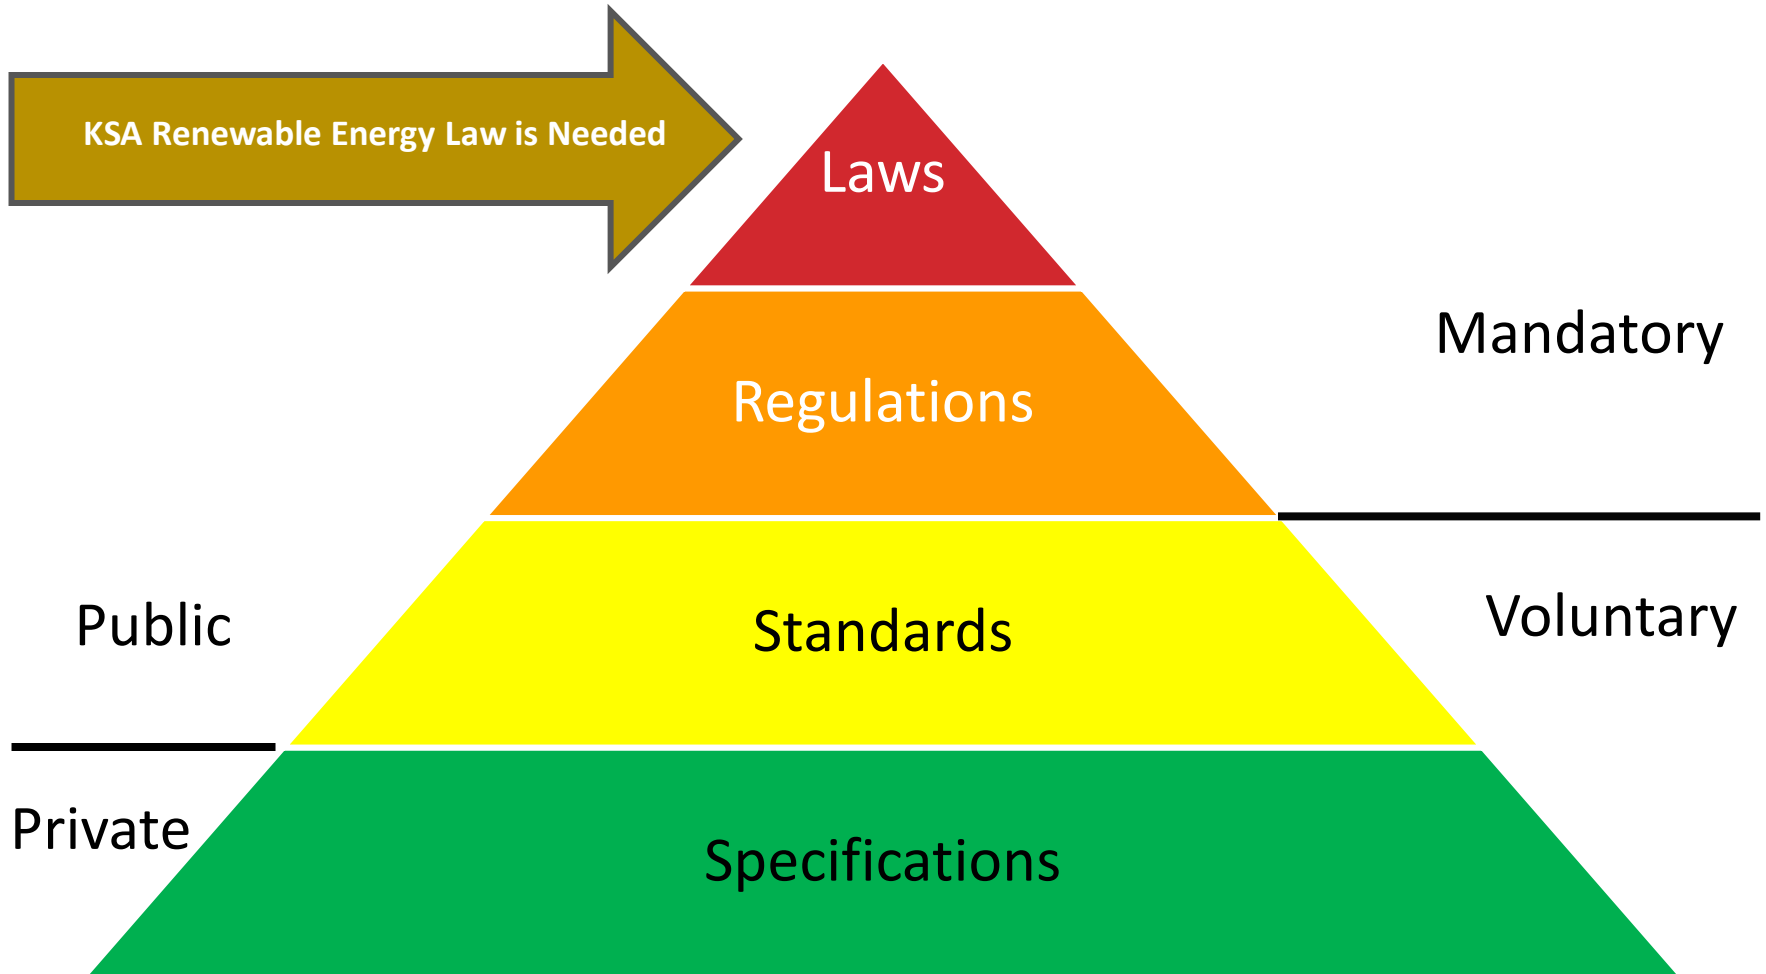 KSA Renewable Energy Law is Needed
Laws
Mandatory
Regulations
Public
Standards
Voluntary
Private
Specifications